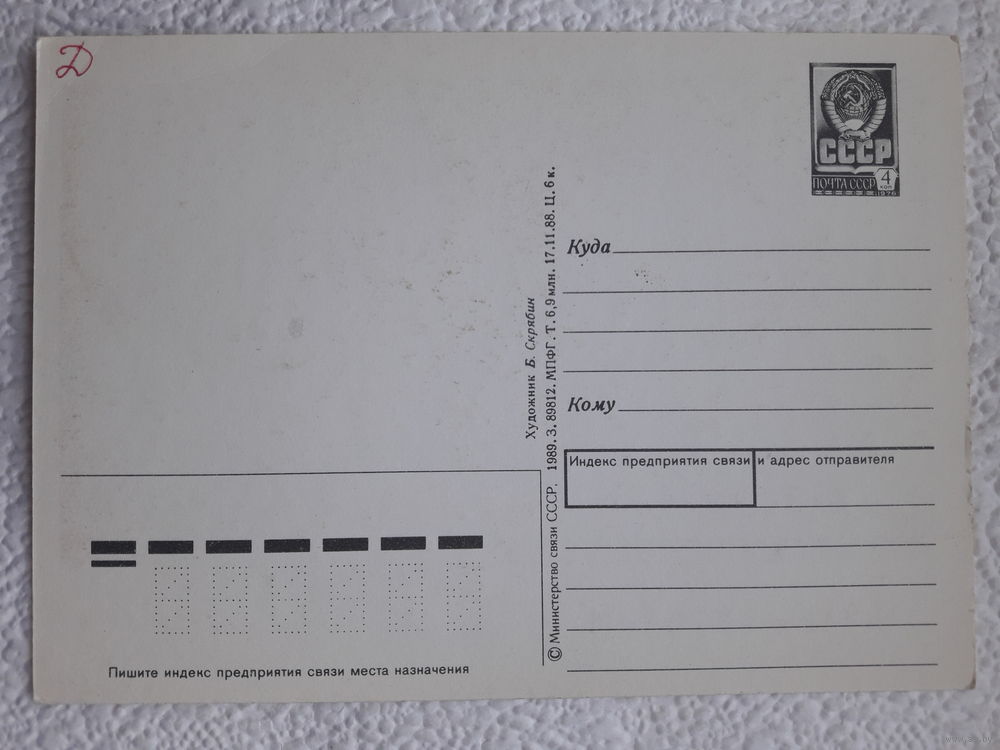 Д
СССР
ПОЧТА СССР 4
КОП
1976
Куда
Кому
Индекс предприятия связи и адрес отправителя
Художник Б. Скрябин
© Министерство связи СССР. 1989. З. 89812. МПФГ. Т. 6,9 млн. 17.11.88. Ц. 6 к.
Пишите индекс предприятия связи места назначения